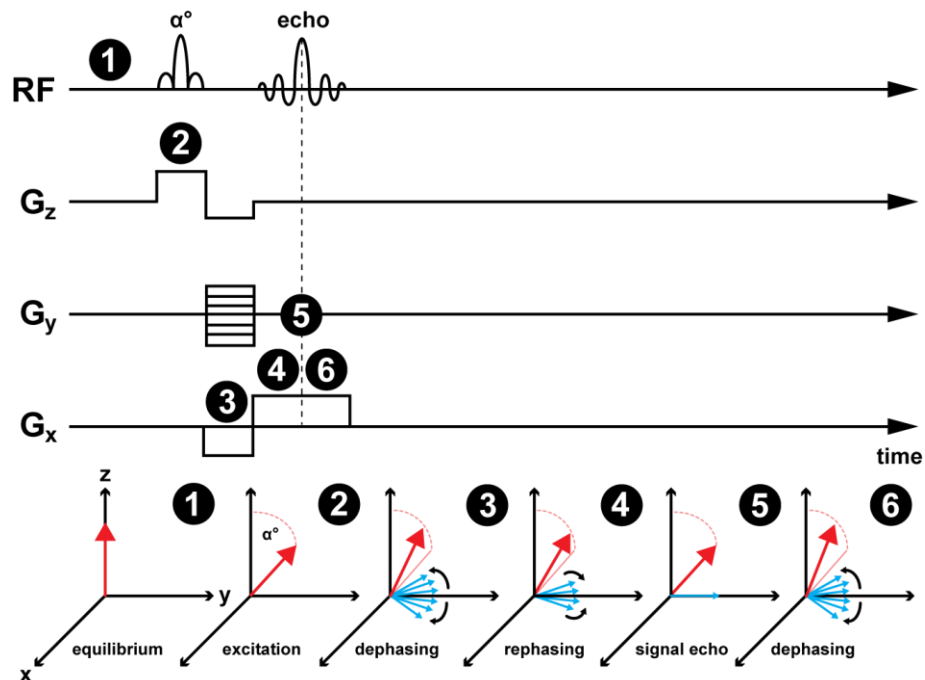 α° echo
1
RF
2
Gz
Gy 5
4 6
3
Gx
time
z 1 2 3 4 5 6
α°
y
x equilibrium excitation dephasing rephasing signal echo dephasing